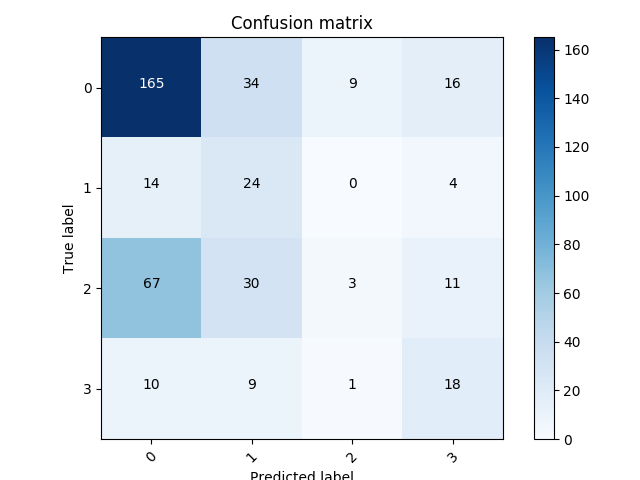 Confusion matrix
0 165 34 9 16
1 14 24 0 4
2 67 30 3 11
3 10 9 1 18
0 1 2 3
True label
Predicted label
160
140
120
100
80
60
40
20
0